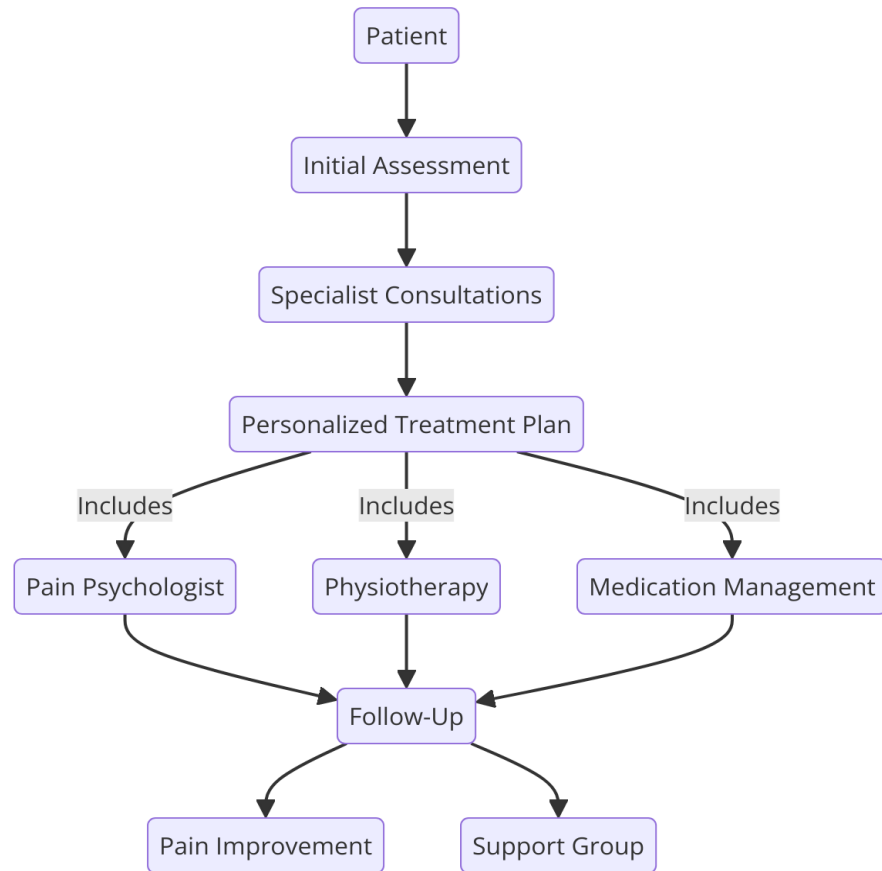 Patient
Initial Assessment
Specialist Consultations
Personalized Treatment Plan
Includes
Includes
Includes
Pain Psychologist
Physiotherapy
Medication Management
Follow-Up
Pain Improvement
Support Group